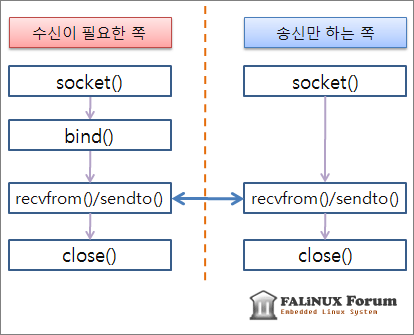 수신이 필요한 쪽
송신만 하는 쪽
socket()
socket()
bind()
recvfrom()/sendto()
recvfrom()/sendto()
close()
close()
FALiNUX Forum
Embedded Linux System